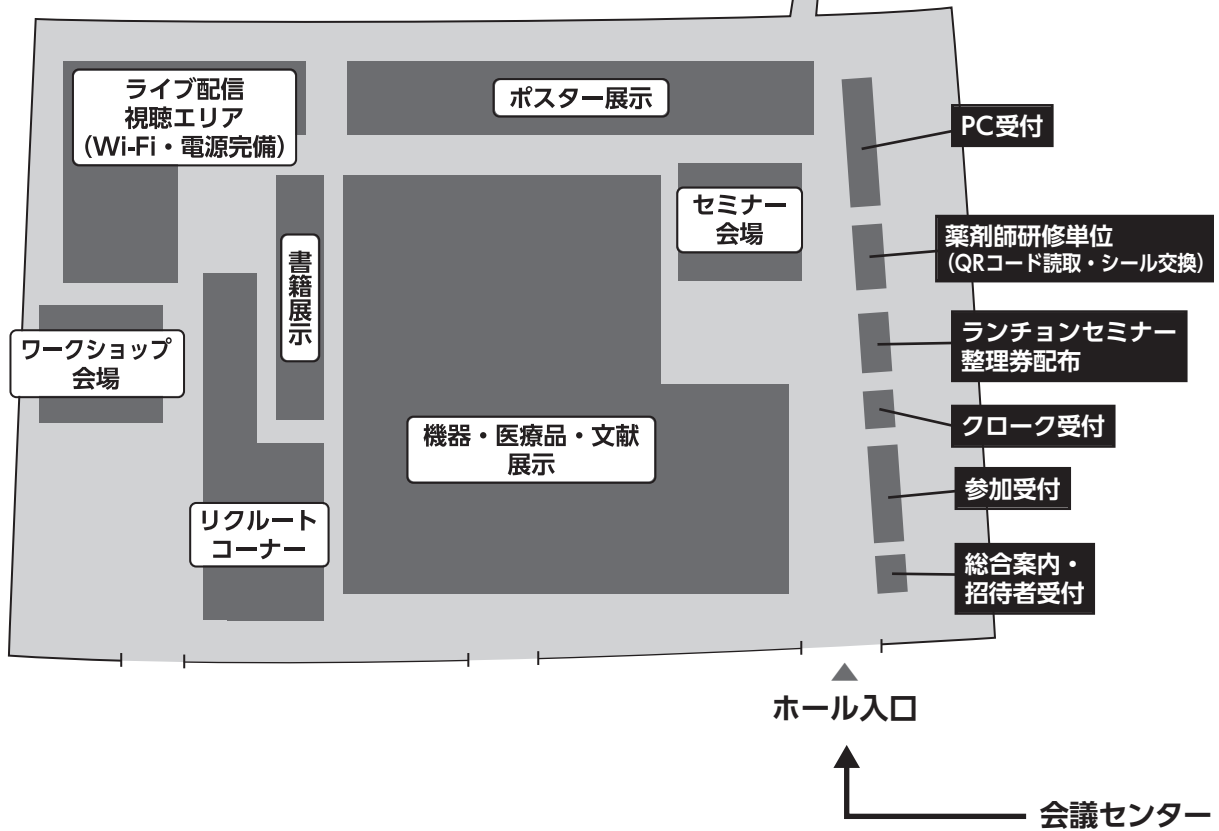 ライブ配信
視聴エリア
（Wi-Fi・電源完備）
ポスター展示
PC受付
セミナー
会場
薬剤師研修単位
（QRコード読取・シール交換）
書籍展示
ランチョンセミナー
整理券配布
ワークショップ
会場
クローク受付
機器・医療品・文献
展示
参加受付
リクルート
コーナー
総合案内・
招待者受付
ホール入口
会議センター